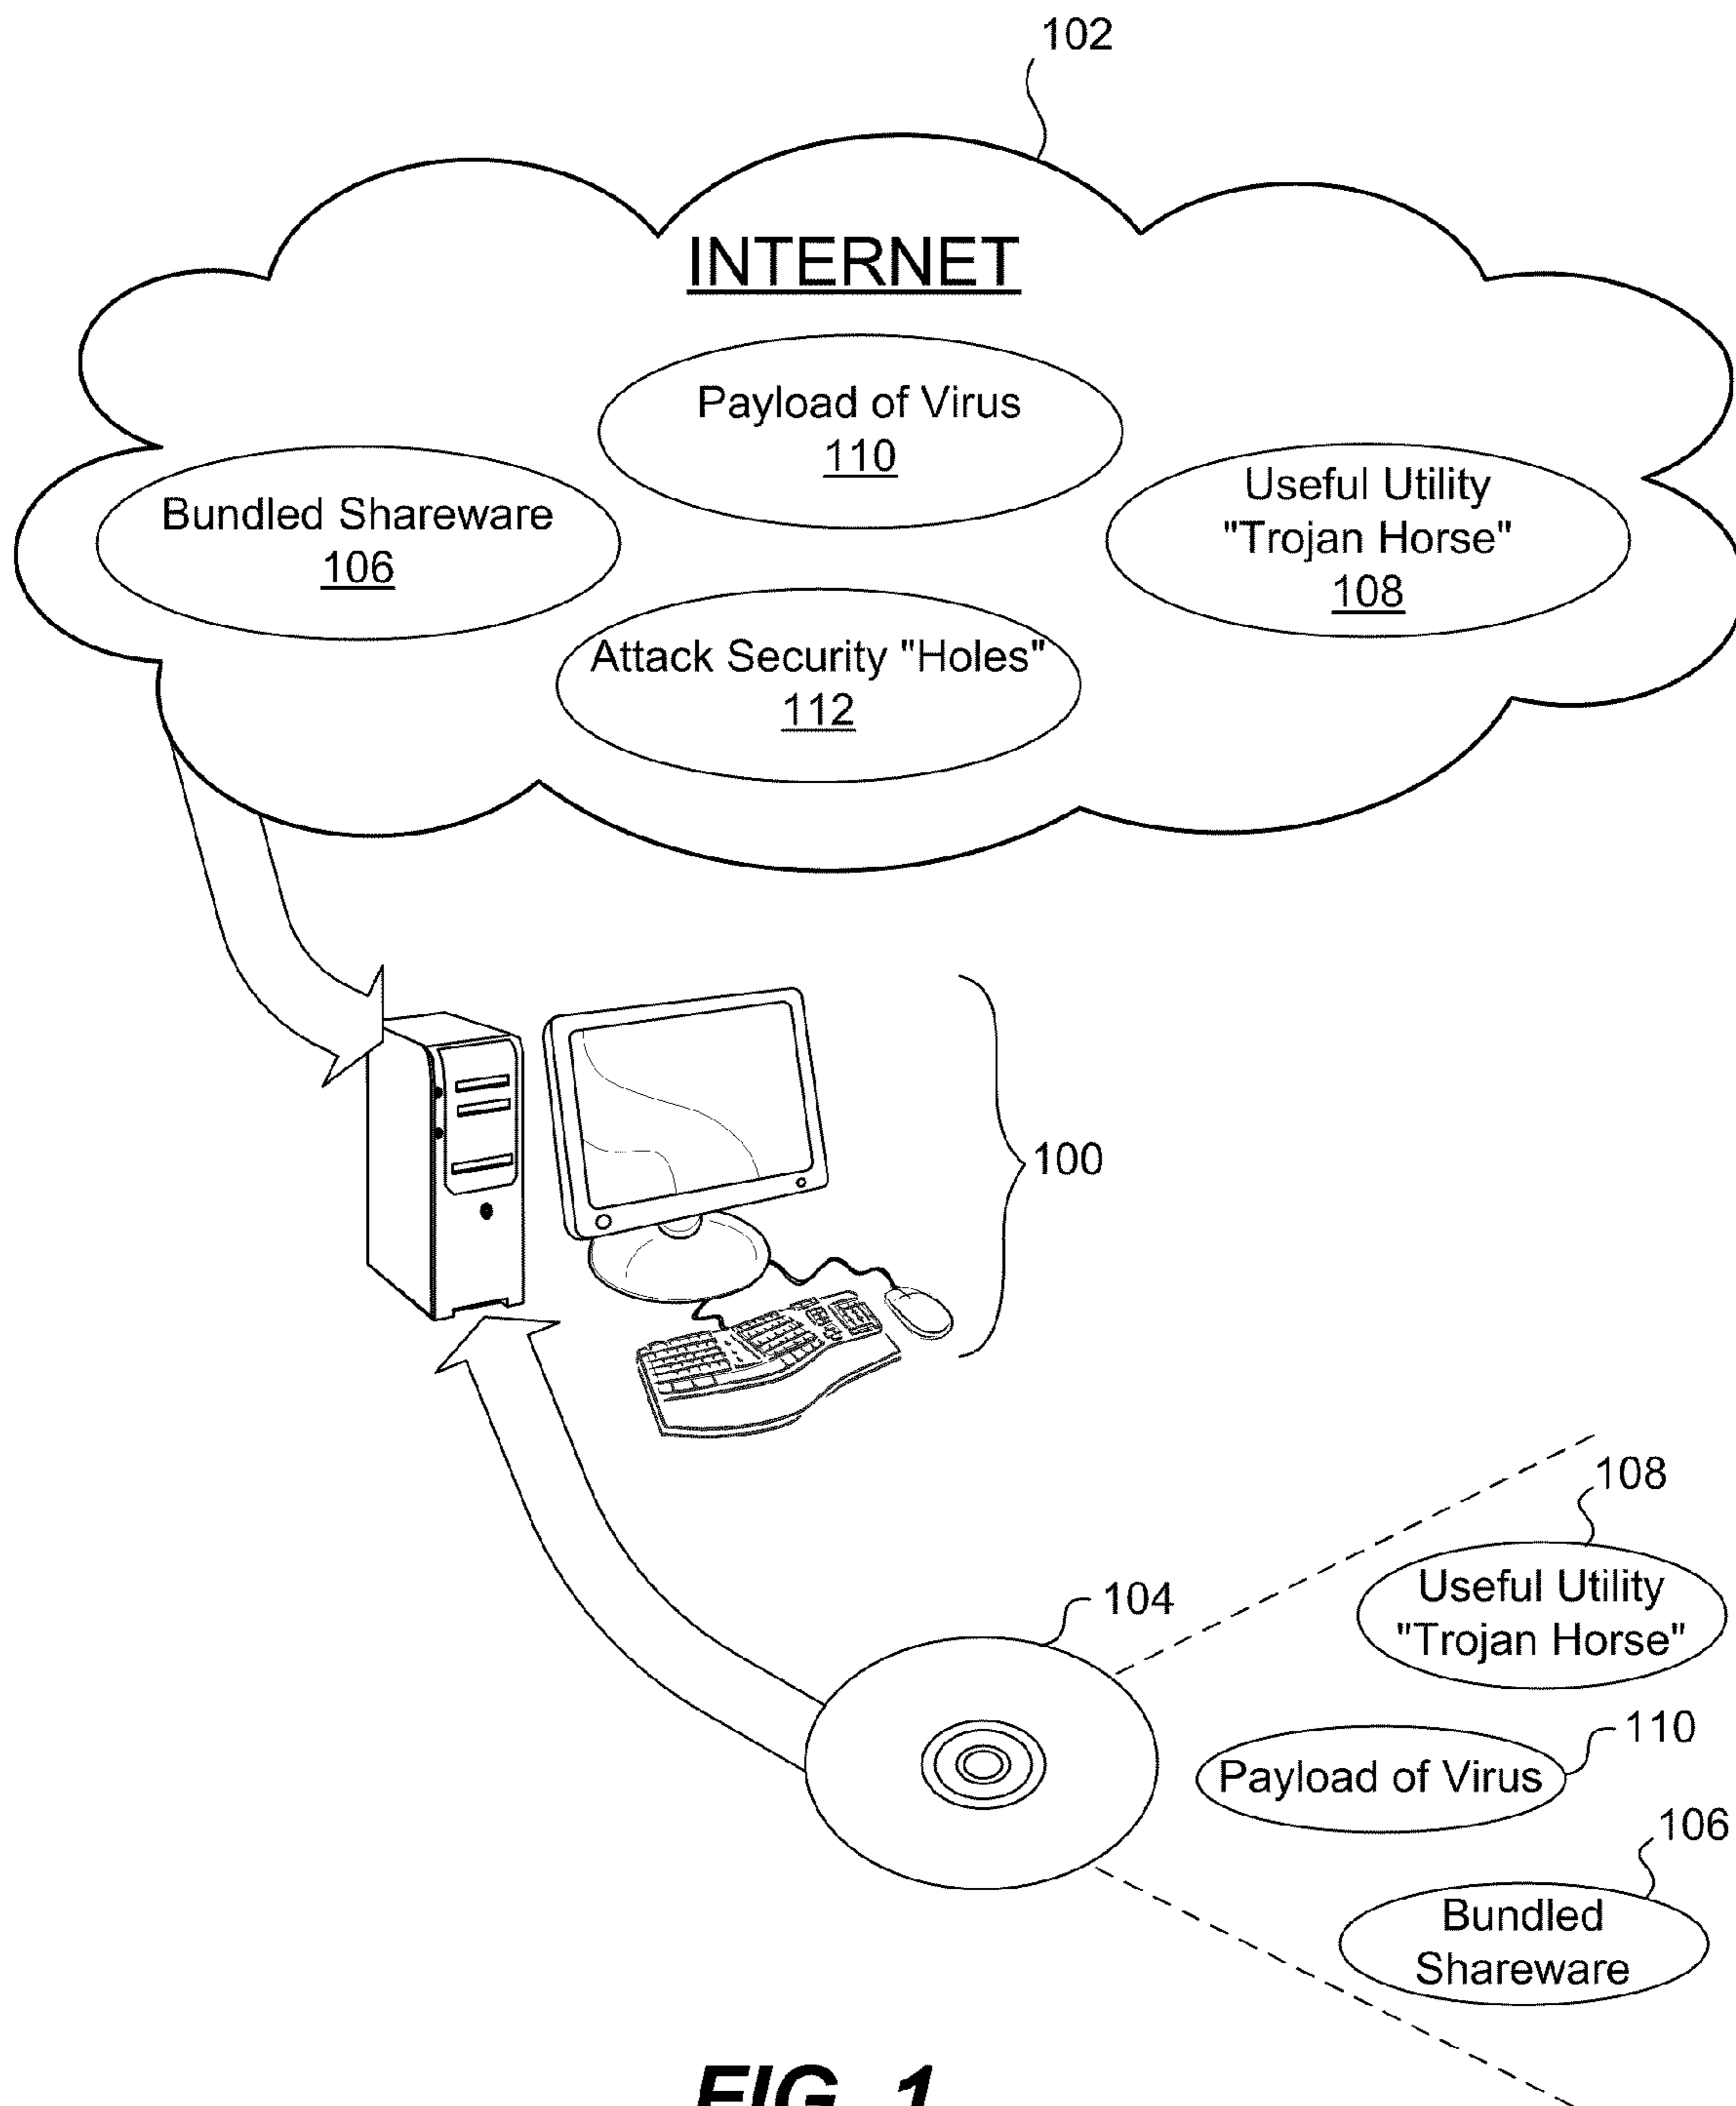 102
INTERNET
Payload of Virus
110
Bundled Shareware
106
Useful Utility
"Trojan Horse"
108
Attack Security "Holes"
112
100
108
Useful Utility
"Trojan Horse"
104
110
Payload of Virus
106
Bundled
Shareware
FIG. 1